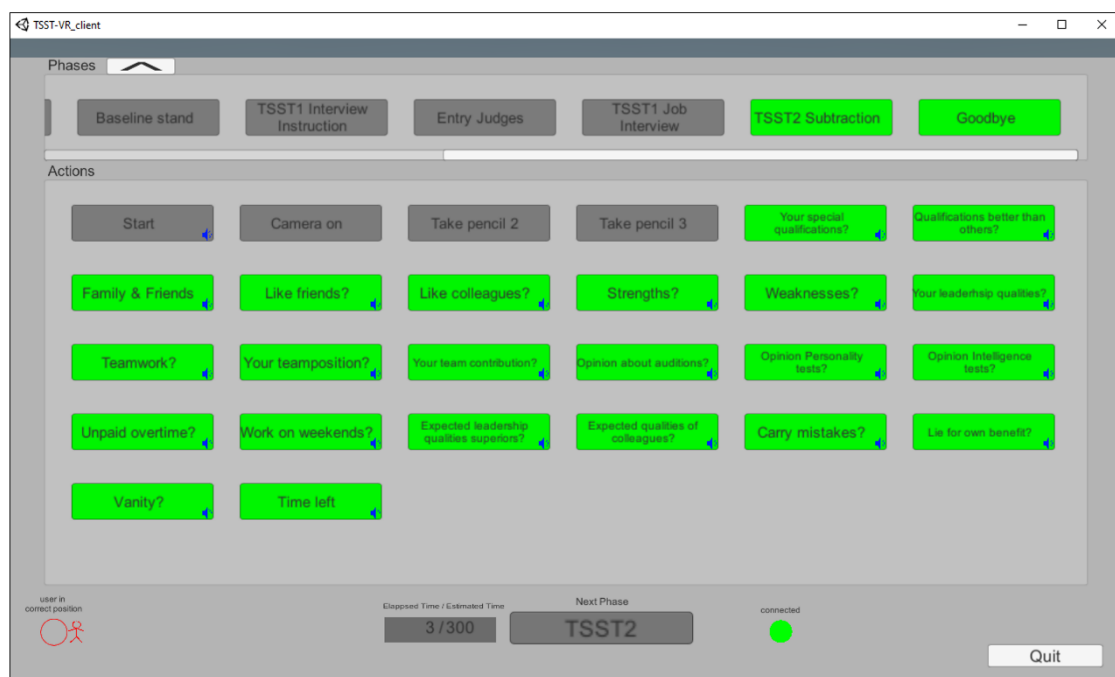 TSST-VR_client
Phases
Baseline stand
TSST1 Interview
Instruction
Entry Judges
TSST1 Job
Interview
TSST2 Subtraction
Goodbye
Actions
Start
Camera on
Take pencil 2
Take pencil 3
Your special
qualifications?
Qualifications better than
others?
Family & Friends
Like friends?
Like colleagues?
Strengths?
Weaknesses?
Your leaderhsip qualities?
Teamwork?
Your teamposition?
Your team contribution?
Opinion about auditions?
Opinion Personality
tests?
Opinion Intelligence
tests?
Unpaid overtime?
Work on weekends?
Expected leadership
qualities superiors?
Expected qualities of
colleagues?
Carry mistakes?
Lie for own benefit?
Vanity?
Time left
user in
correct position
Elappsed Time / Estimated Time
3 / 300
Next Phase
TSST2
connected
Quit